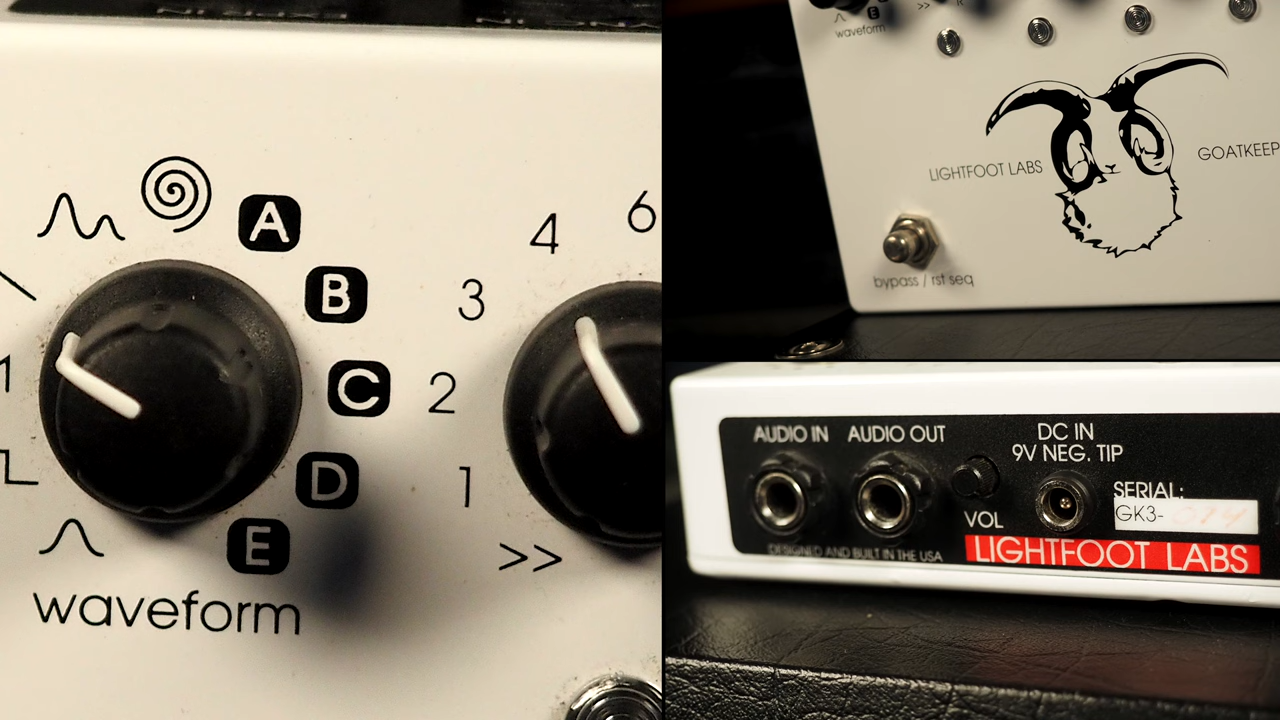 A
B
C
D
E
1
waveform
6
4
3
2
1
>>
E
>>
waveform
LIGHTFOOT LABS
GOATKEEP
bypass / rst seq
AUDIO IN
AUDIO OUT
DC IN
9V NEG. TIP
SERIAL:
GK3-
VOL
DESIGNED AND BUILT IN THE USA
LIGHTFOOT LABS